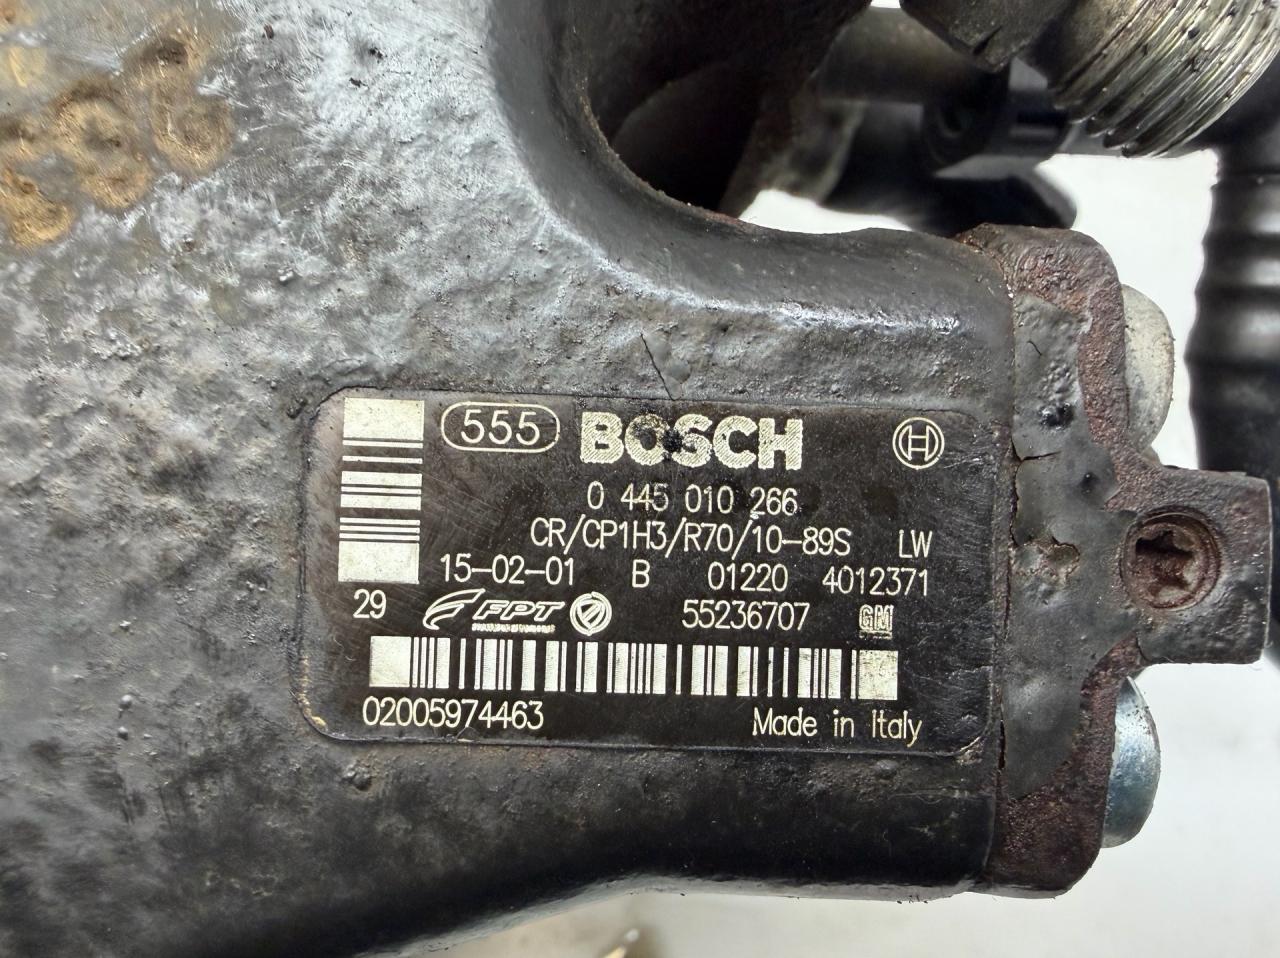 555 BOSCH
0 445 010 266
CR/CP1H3/R70/10-89S LW
15-02-01 B 01220 4012371
29 FPT 55236707 GM
02005974463 Made in Italy